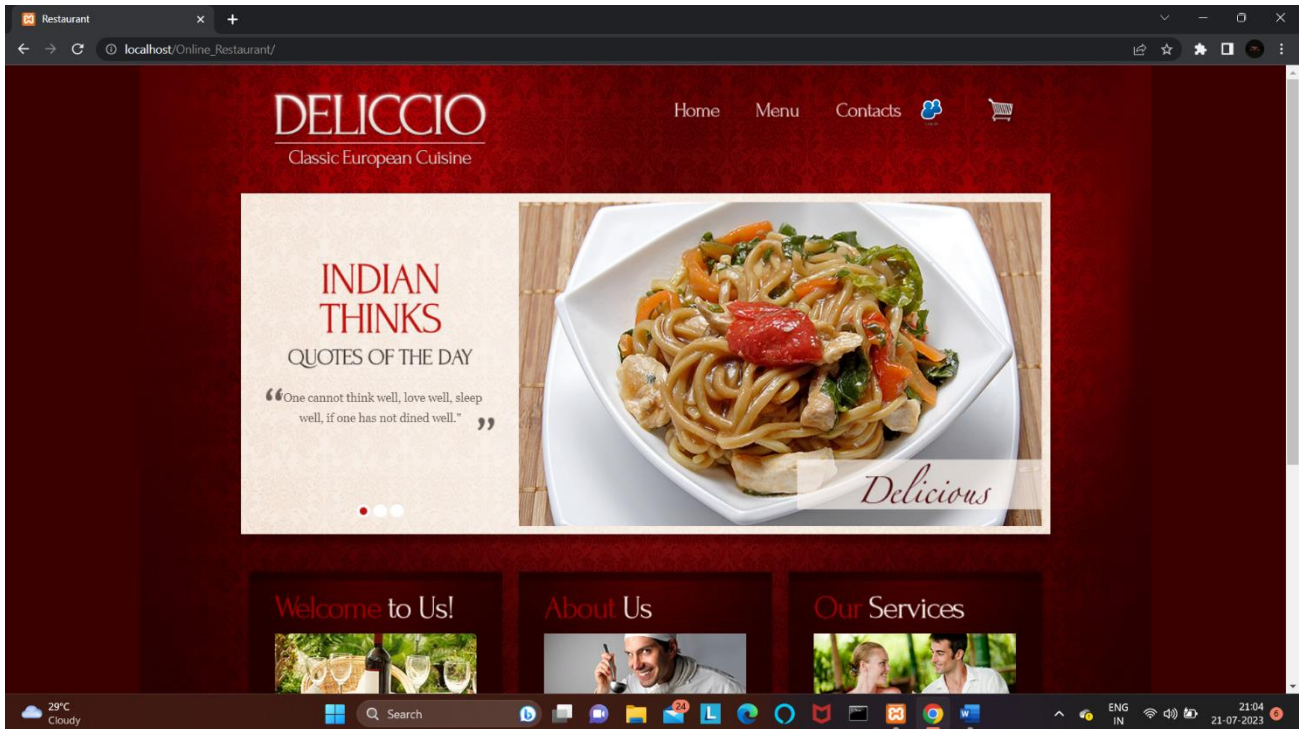 Restaurant
localhost/Online_Restaurant/
DELICCIO
Classic European Cuisine
Home Menu Contacts
INDIAN
THINKS
QUOTES OF THE DAY
“One cannot think well, love well, sleep
well, if one has not dined well.” ”
Delicious
Welcome to Us!
About Us
Our Services
29°C
Cloudy
Search
24
L
ENG
IN
21:04
21-07-2023
6